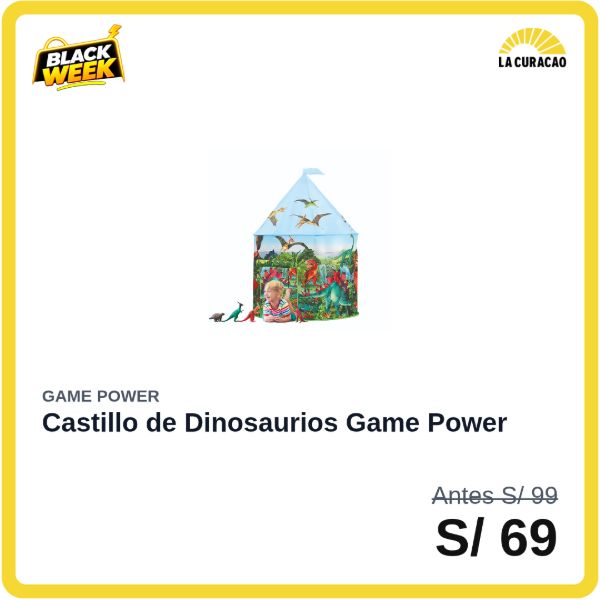 BLACK
WEEK
LA CURACAO
GAME POWER
Castillo de Dinosaurios Game Power
Antes S/ 99
S/ 69